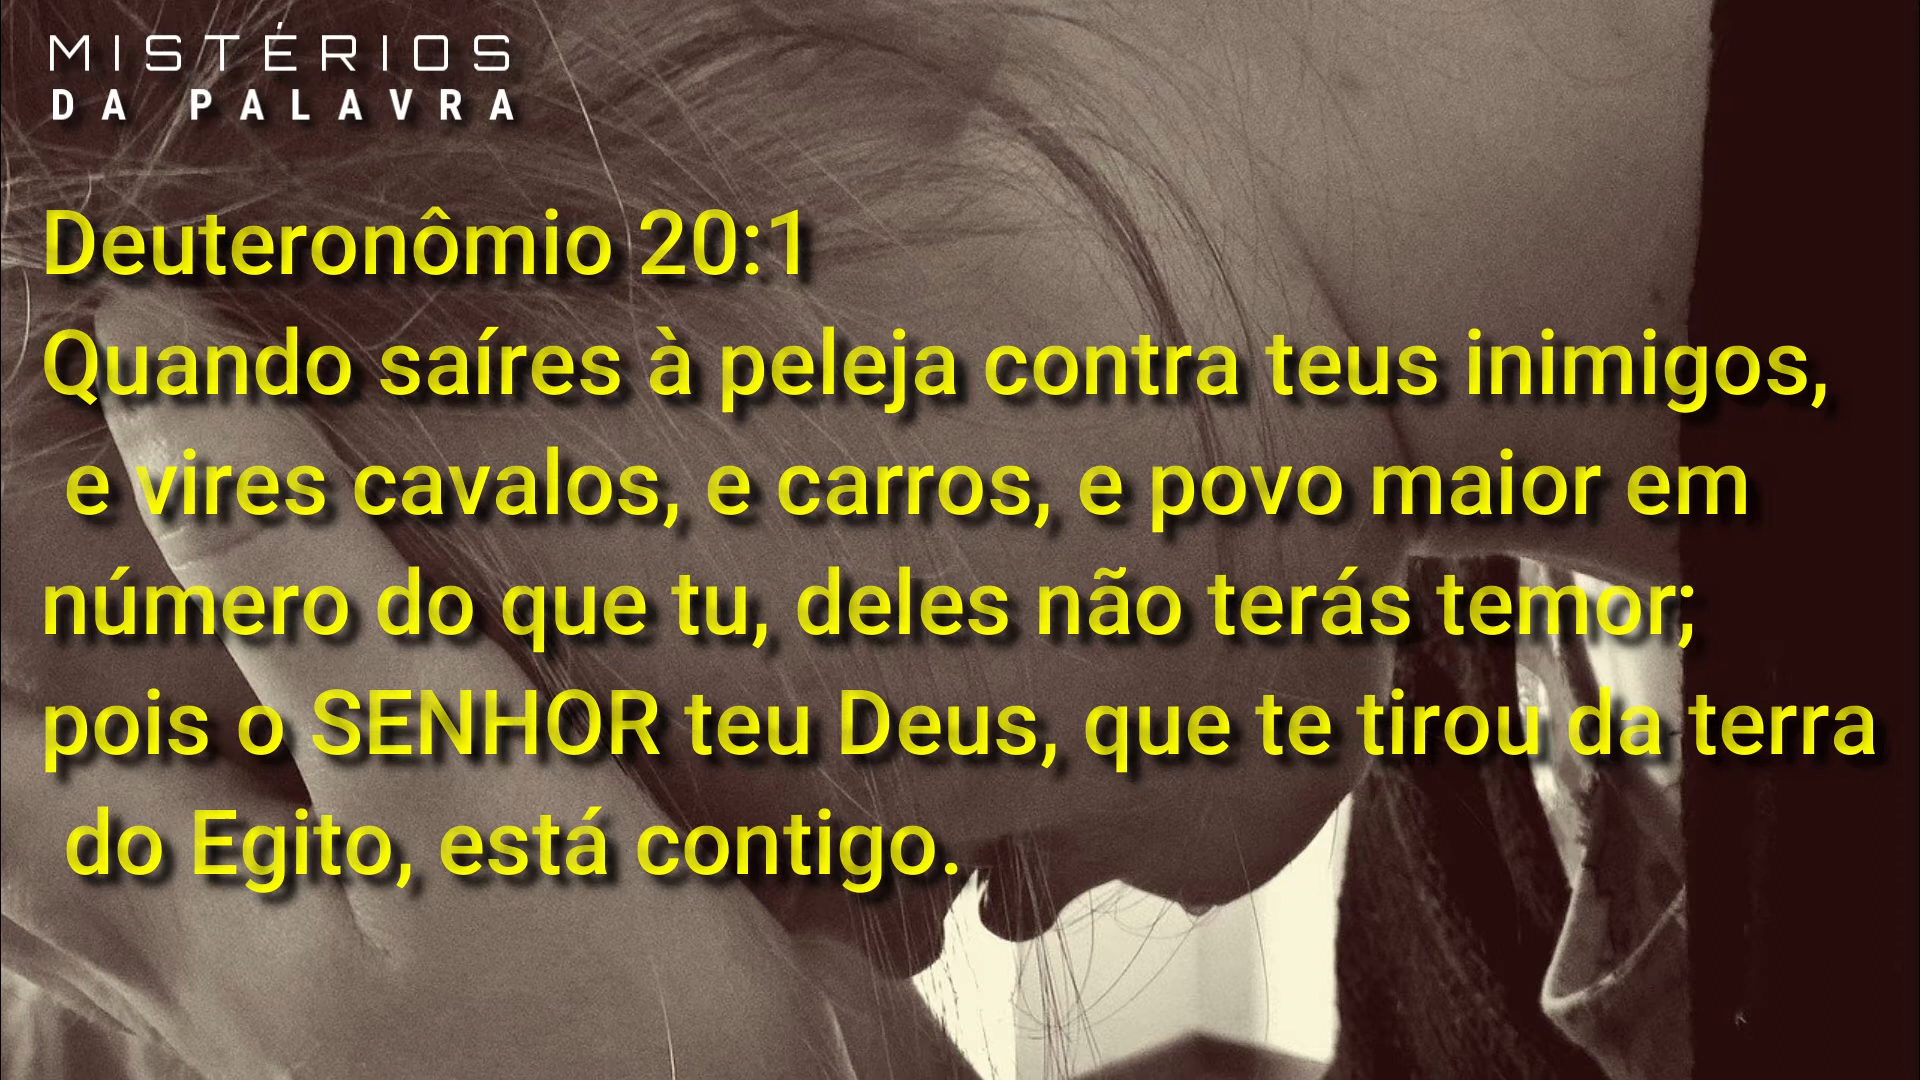 MISTÉRIOS
DA PALAVRA
Deuteronômio 20:1
Quando saíres à peleja contra teus inimigos,
e vires cavalos, e carros, e povo maior em
número do que tu, deles não terás temor;
pois o SENHOR teu Deus, que te tirou da terra
do Egito, está contigo.